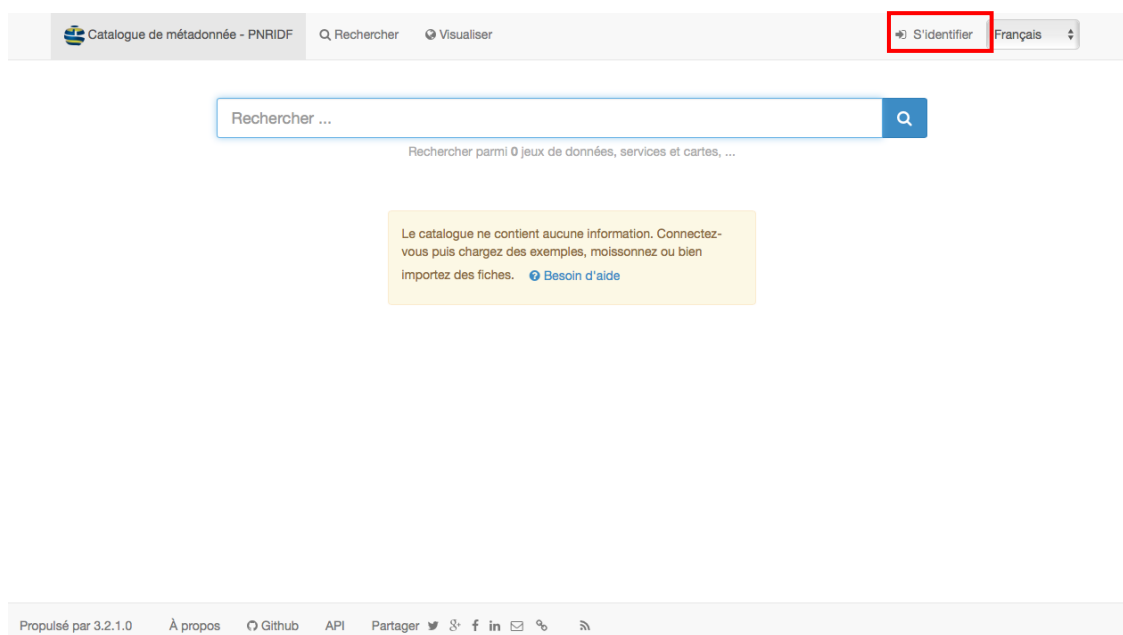 Catalogue de métadonnée - PNRIDF Rechercher Visualiser S'identifier Français
Rechercher ...
Rechercher parmi 0 jeux de données, services et cartes, ...
Le catalogue ne contient aucune information. Connectez-
vous puis chargez des exemples, moissonnez ou bien
importez des fiches. Besoin d'aide
Propulsé par 3.2.1.0 À propos Github API Partager